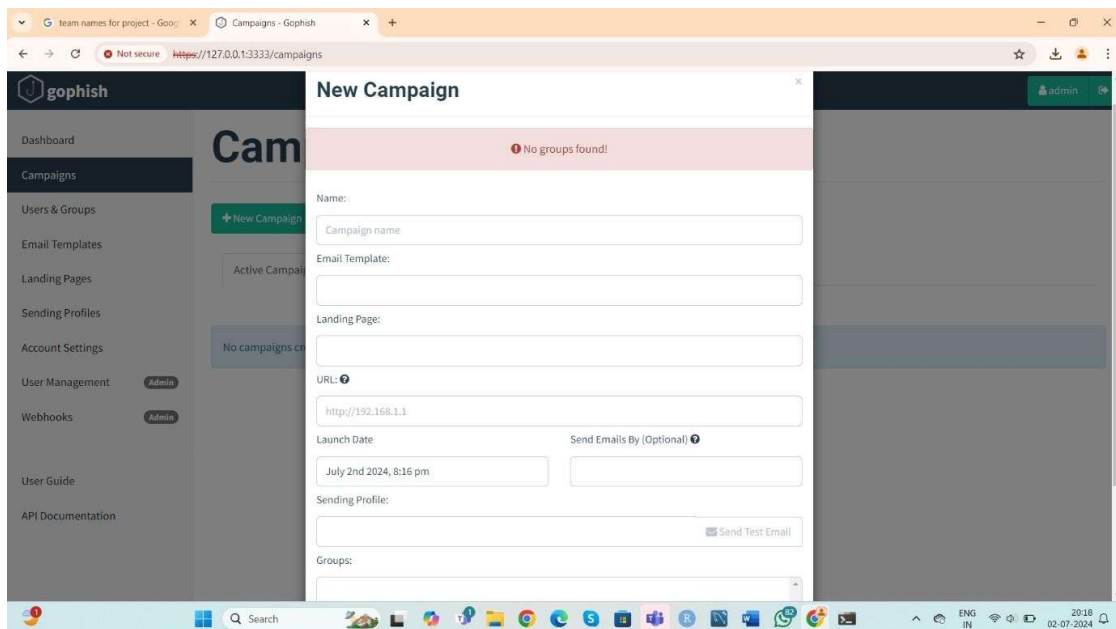 team names for project - Goog
Campaigns - Gophish
Not secure https://127.0.0.1:3333/campaigns
gophish
admin
Dashboard
Campaigns
Users & Groups
Email Templates
Landing Pages
Sending Profiles
Account Settings
User Management Admin
Webhooks Admin
User Guide
API Documentation
Cam
+ New Campaign
Active Campaig
No campaigns cr
New Campaign
×
No groups found!
Name:
Campaign name
Email Template:
Landing Page:
URL:
http://192.168.1.1
Launch Date
Send Emails By (Optional)
July 2nd 2024, 8:16 pm
Sending Profile:
Send Test Email
Groups:
1
Search
82
ENG
IN
20:18
02-07-2024